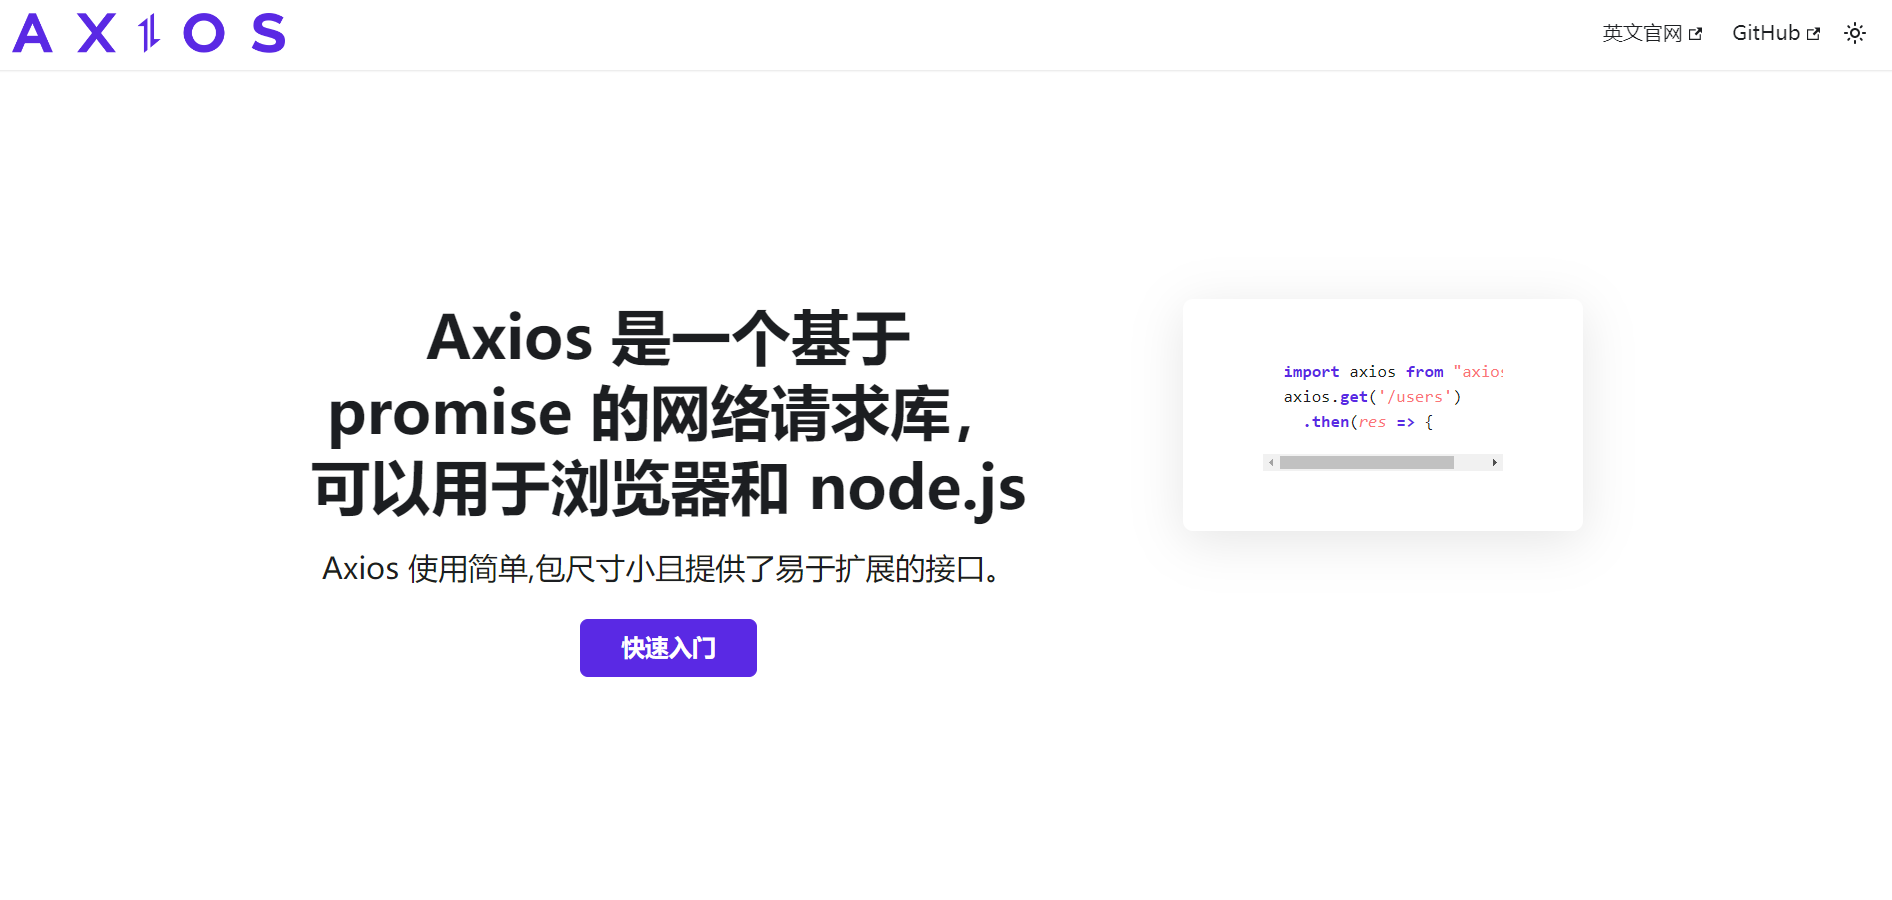 AXIOS
英文官网
GitHub
Axios 是一个基于
promise 的网络请求库，
可以用于浏览器和 node.js
Axios 使用简单,包尺寸小且提供了易于扩展的接口。
快速入门
import axios from "axios
axios.get('/users')
.then(res => {